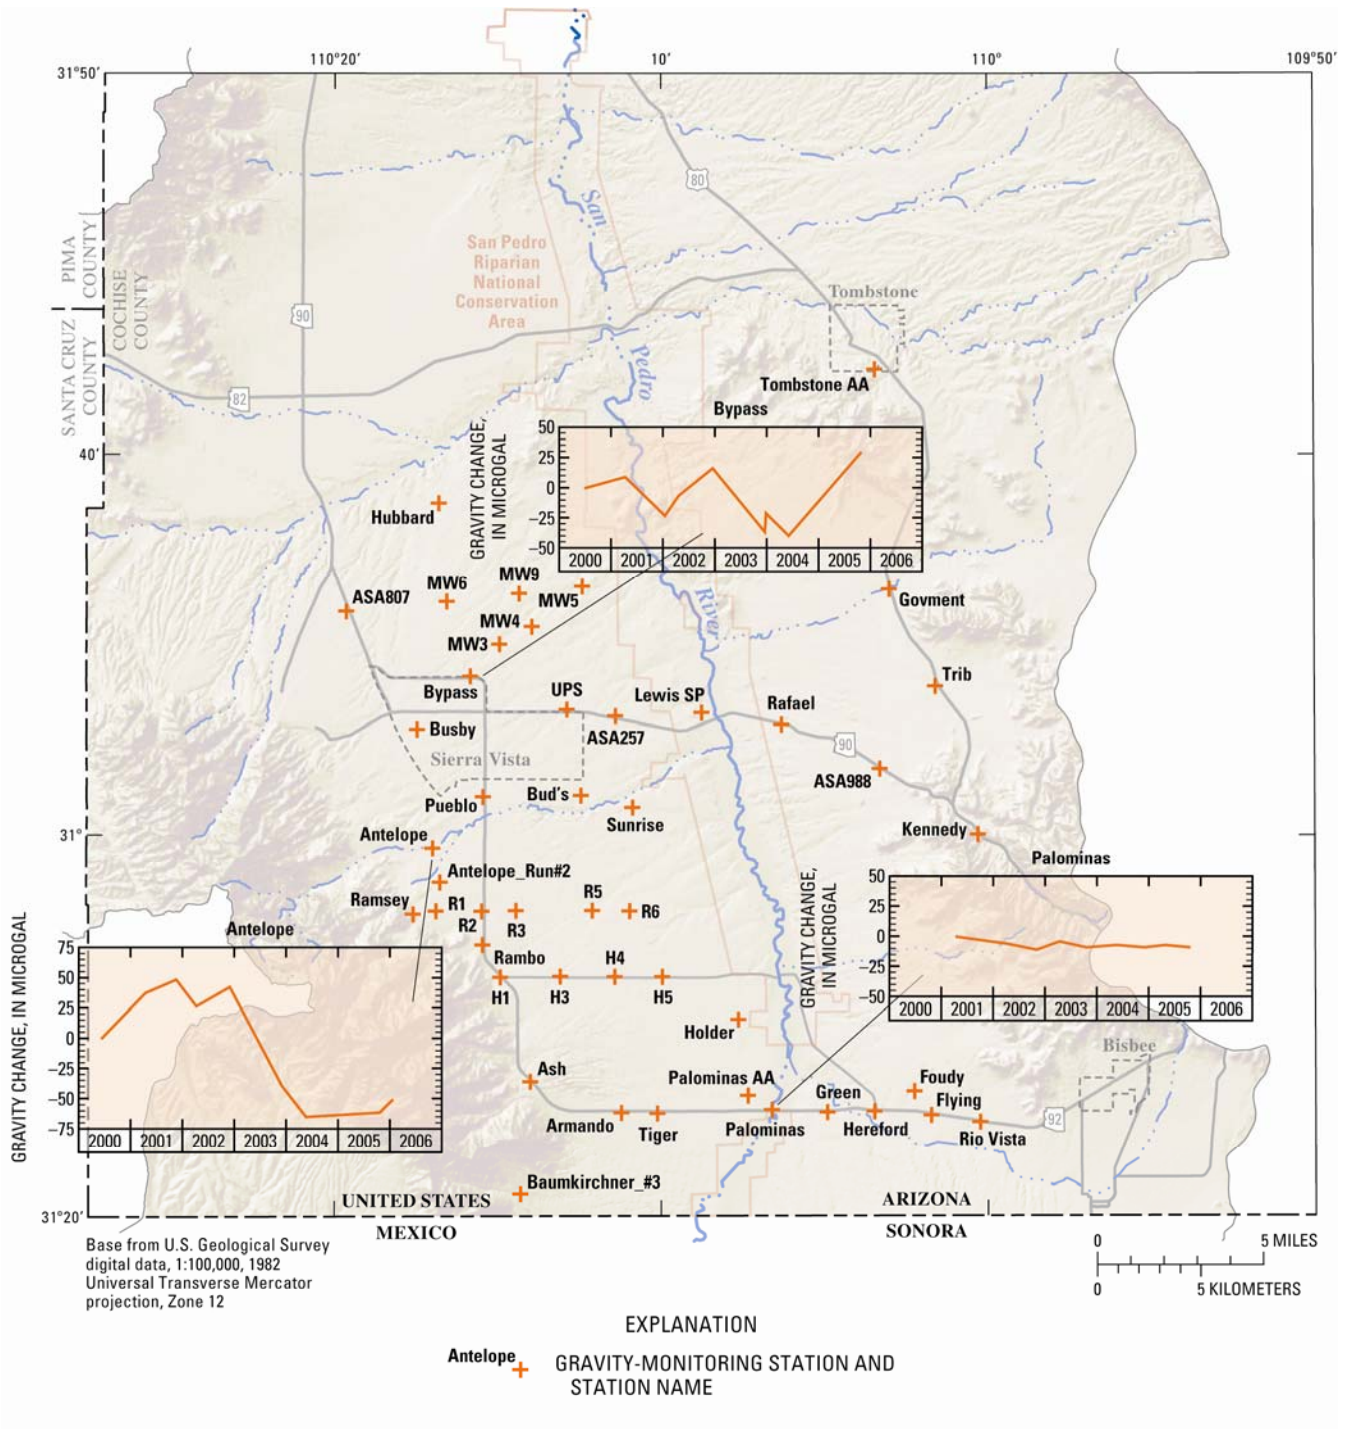 110°20′
10′
110°
109°50′
31°50′
80
San
PIMA
COUNTY
COCHISE
COUNTY
San Pedro
Riparian
National
Conservation
Area
90
Tombstone
SANTA CRUZ
COUNTY
Pedro
82
Tombstone AA
Bypass
40′
GRAVITY CHANGE,
IN MICROGAL
50
25
0
–25
–50
2000 2001 2002 2003 2004 2005 2006
Hubbard
MW9
MW6
MW5
ASA807
MW4
MW3
River
Govment
Trib
Bypass
UPS
Lewis SP
Rafael
Busby
ASA257
90
Sierra Vista
ASA988
Pueblo
Bud's
Sunrise
31°
Antelope
Kennedy
Palominas
Antelope_Run#2
Ramsey
R1
R2
R3
R5
R6
GRAVITY CHANGE,
IN MICROGAL
50
25
0
–25
–50
2000 2001 2002 2003 2004 2005 2006
Antelope
GRAVITY CHANGE, IN MICROGAL
75
50
25
0
–25
–50
–75
2000 2001 2002 2003 2004 2005 2006
Rambo
H4
H1
H3
H5
Holder
Bisbee
Ash
Palominas AA
Green
Foudy
Flying
Armando
Tiger
Palominas
Hereford
Rio Vista
92
Baumkirchner_#3
UNITED STATES
ARIZONA
31°20′
MEXICO
SONORA
Base from U.S. Geological Survey
digital data, 1:100,000, 1982
Universal Transverse Mercator
projection, Zone 12
0 5 MILES
0 5 KILOMETERS
EXPLANATION
Antelope
GRAVITY-MONITORING STATION AND
STATION NAME